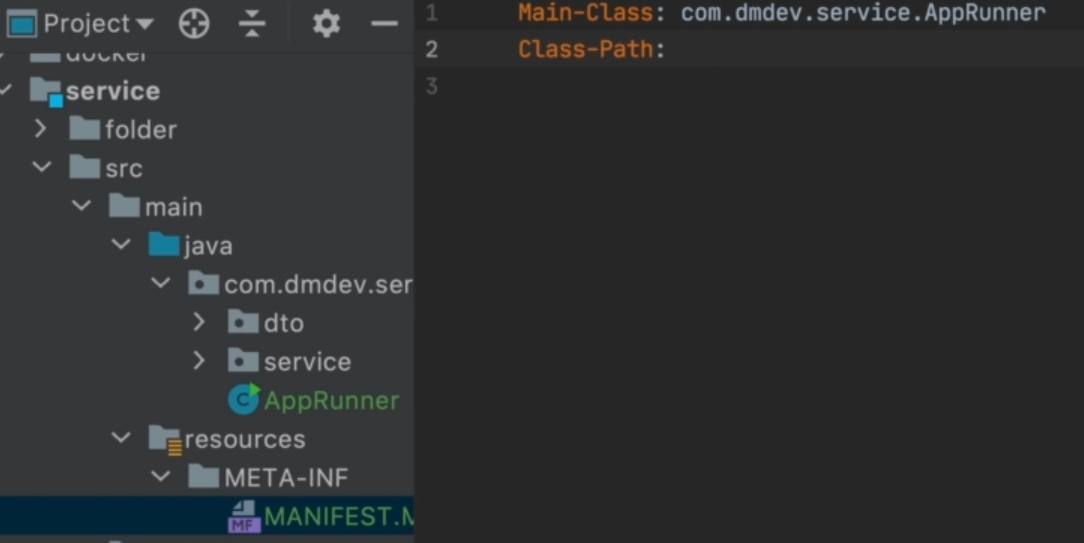 Project
docker
service
folder
src
main
java
com.dmdev.ser
dto
service
C AppRunner
resources
META-INF
MF MANIFEST.M
1 Main-Class: com.dmdev.service.AppRunner
2 Class-Path:
3